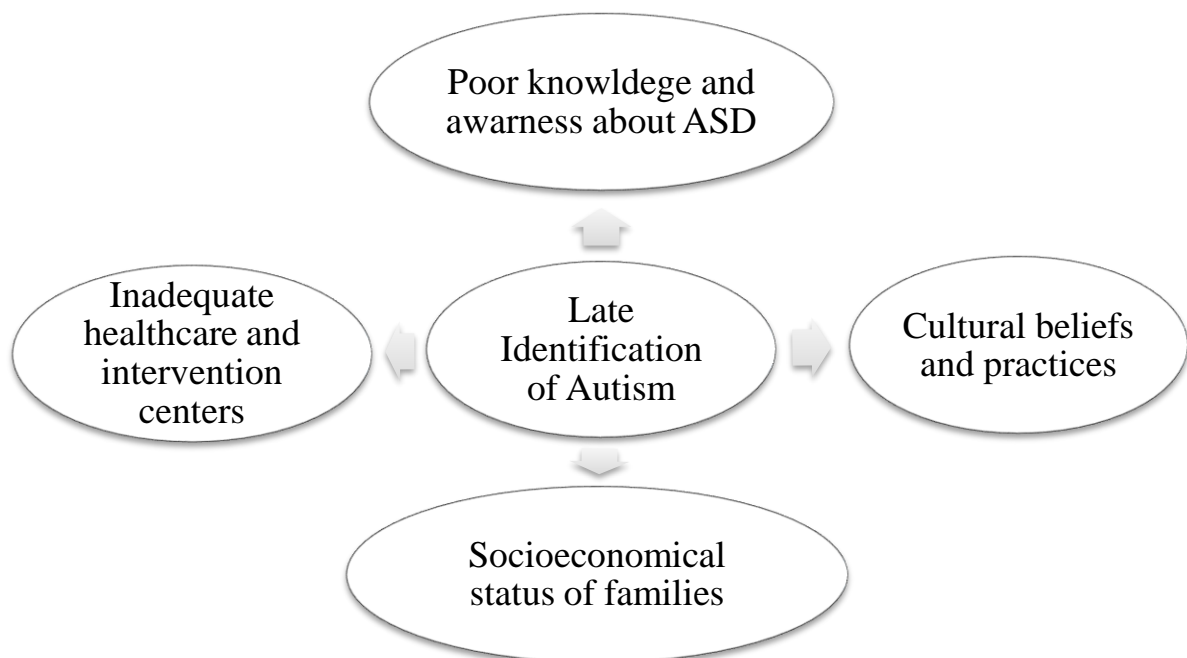 Poor knowldege and
awarness about ASD
Inadequate
healthcare and
intervention
centers
Late
Identification
of Autism
Cultural beliefs
and practices
Socioeconomical
status of families